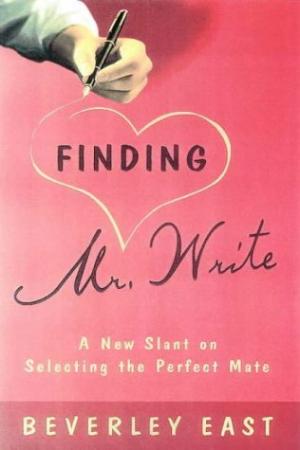 FINDING
Mr. Write
A New Slant on
Selecting the Perfect Mate
BEVERLEY EAST